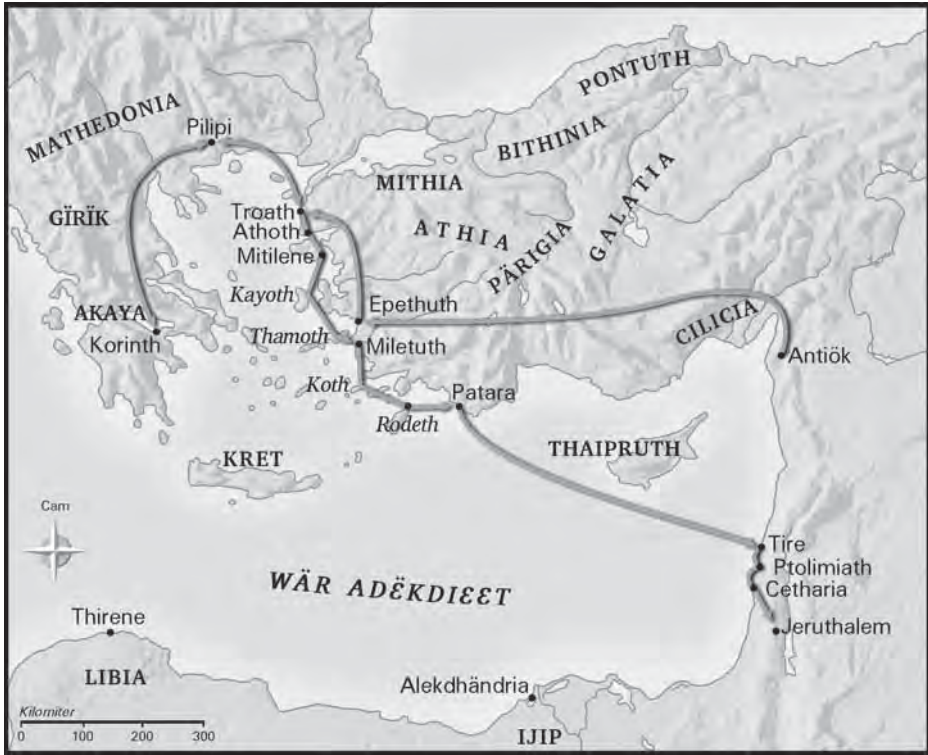 PONTUTH
MATHEDONIA
BITHINIA
Pilipi
MITHIA
GALATIA
GÏRÏK
Troath
Athoth
ATHIA
PÄRIGIA
Mitilene
Kayoth
Epethuth
AKAYA
Korinth
Thamoth
Miletuth
CILICIA
Antiök
Koth
Patara
Rodeth
THAIPRUTH
KRET
Cam
Tire
Ptolimiath
Cetharia
WÄR ADËKDIƐƐT
Thirene
Jeruthalem
LIBIA
Alekdhändria
Kilomiter
0 100 200 300
IJIP